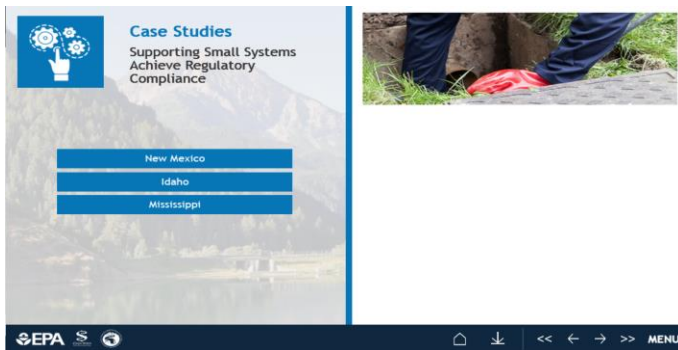 Case Studies
Supporting Small Systems
Achieve Regulatory
Compliance
New Mexico
Idaho
Mississippi
EPA
<< ← → >> MENU